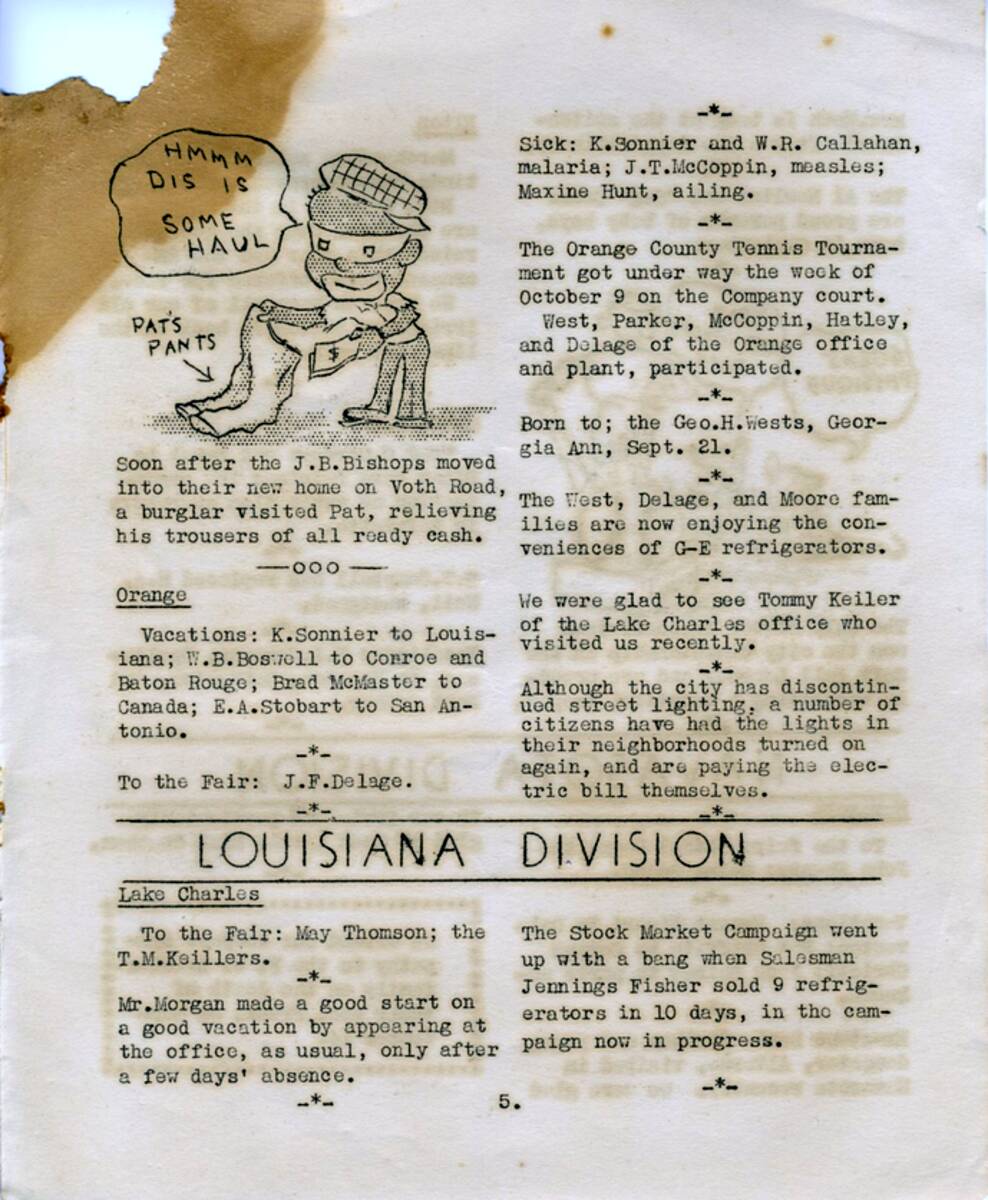 HMMM
DIS IS
SOME
HAUL
PAT'S
PANTS
Soon after the J.B.Bishops moved
into their new home on Voth Road,
a burglar visited Pat, relieving
his trousers of all ready cash.
—ooo—
Orange
Vacations: K.Sonnier to Louis-
iana; W.B.Boswell to Conroe and
Baton Rouge; Brad McMaster to
Canada; E.A.Stobart to San An-
tonio.
-*-
To the Fair: J.F.Delage.
-*-
-*-
Sick: K.Sonnier and W.R. Callahan,
malaria; J.T.McCoppin, measles;
Maxine Hunt, ailing.
-*-
The Orange County Tennis Tourna-
ment got under way the week of
October 9 on the Company court.
West, Parker, McCoppin, Hatley,
and Delage of the Orange office
and plant, participated.
-*-
Born to; the Geo.H.Wests, Geor-
gia Ann, Sept. 21.
-*-
The West, Delage, and Moore fam-
ilies are now enjoying the con-
veniences of G-E refrigerators.
-*-
We were glad to see Tommy Keiler
of the Lake Charles office who
visited us recently.
-*-
Although the city has discontin-
ued street lighting, a number of
citizens have had the lights in
their neighborhoods turned on
again, and are paying the elec-
tric bill themselves.
-*-
LOUISIANA DIVISION
Lake Charles
To the Fair: May Thomson; the
T.M.Keillers.
-*-
Mr.Morgan made a good start on
a good vacation by appearing at
the office, as usual, only after
a few days' absence.
-*-
The Stock Market Campaign went
up with a bang when Salesman
Jennings Fisher sold 9 refrig-
erators in 10 days, in the cam-
paign now in progress.
-*-
5.